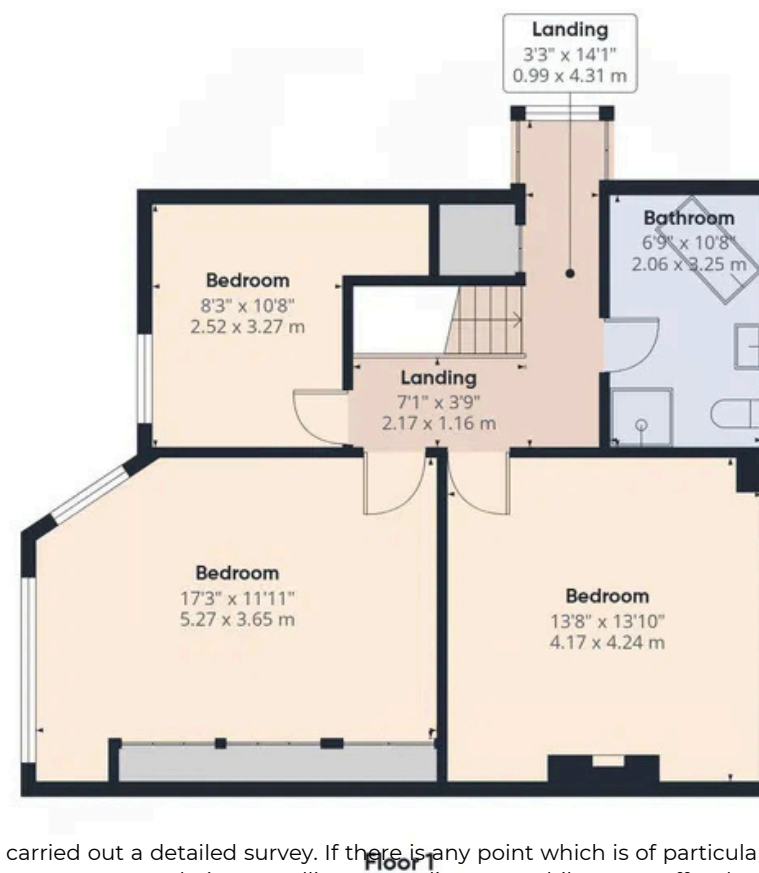 Landing
3'3" x 14'1"
0.99 x 4.31 m
Bathroom
6'9" x 10'8"
2.06 x 3.25 m
Bedroom
8'3" x 10'8"
2.52 x 3.27 m
Landing
7'1" x 3'9"
2.17 x 1.16 m
Bedroom
17'3" x 11'11"
5.27 x 3.65 m
Bedroom
13'8" x 13'10"
4.17 x 4.24 m
carried out a detailed survey. If there is any point which is of particula
Floor 1